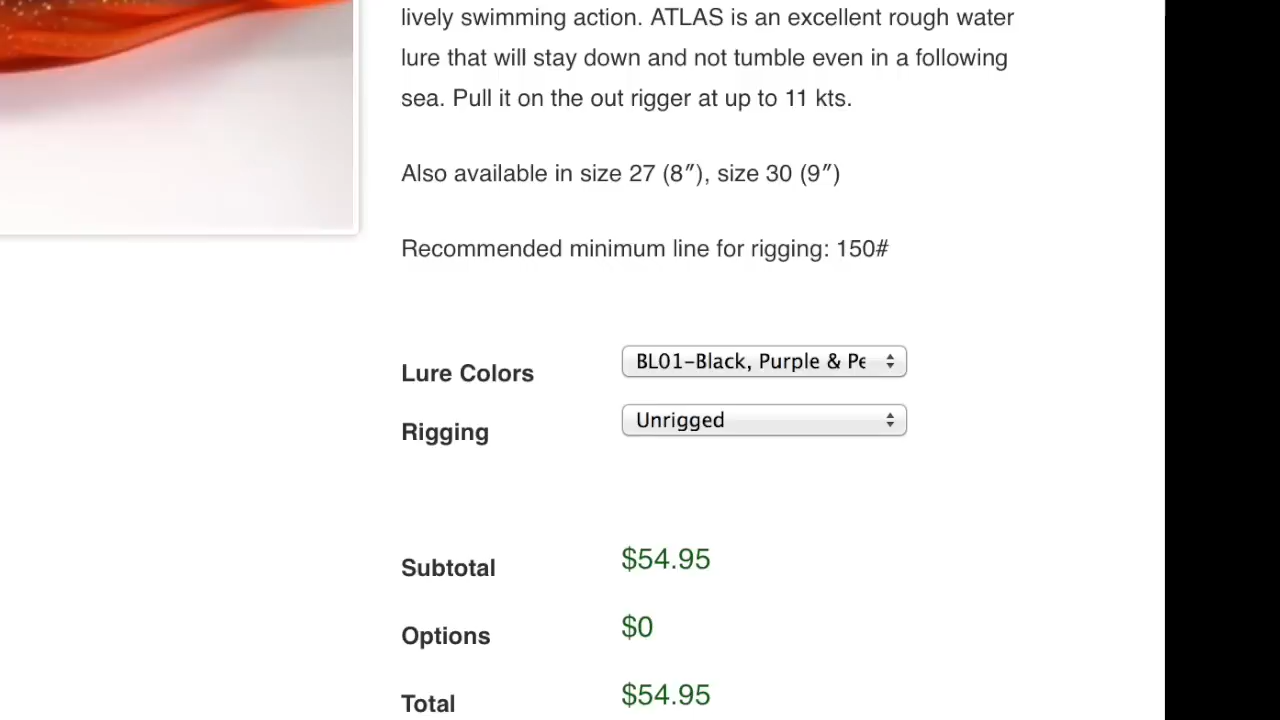 lively swimming action. ATLAS is an excellent rough water
lure that will stay down and not tumble even in a following
sea. Pull it on the out rigger at up to 11 kts.
Also available in size 27 (8″), size 30 (9″)
Recommended minimum line for rigging: 150#
Lure Colors BL01-Black, Purple & Pe
Rigging Unrigged
Subtotal $54.95
Options $0
Total $54.95